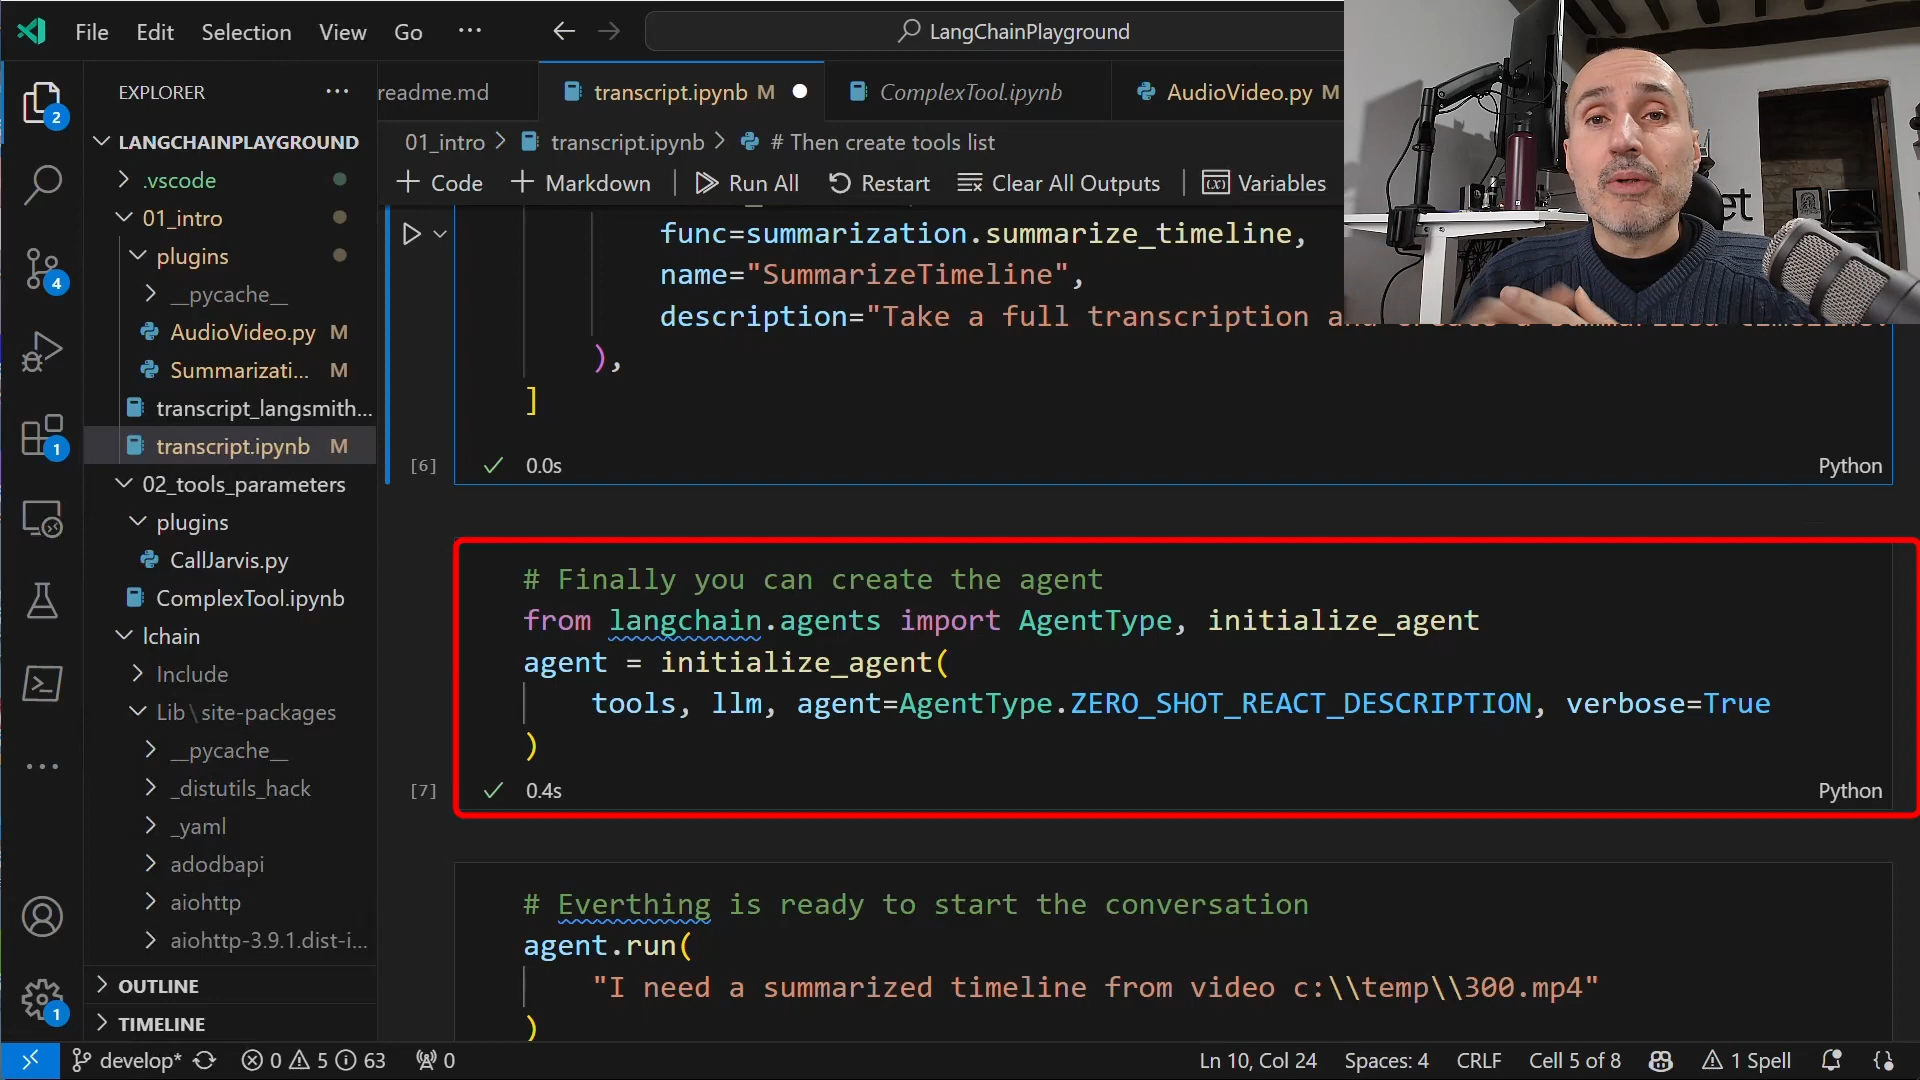 File Edit Selection View Go ...
LangChainPlayground
EXPLORER ...
readme.md
transcript.ipynb M
ComplexTool.ipynb
AudioVideo.py M
LANGCHAINPLAYGROUND
01_intro > transcript.ipynb > # Then create tools list
+ Code + Markdown Run All Restart Clear All Outputs Variables
.vscode
01_intro
plugins
__pycache__
AudioVideo.py M
Summarizati... M
transcript_langsmith...
transcript.ipynb M
02_tools_parameters
plugins
CallJarvis.py
ComplexTool.ipynb
lchain
Include
Lib\site-packages
__pycache__
_distutils_hack
_yaml
adodbapi
aiohttp
aiohttp-3.9.1.dist-i...
OUTLINE
TIMELINE
2
4
1
1
func=summarization.summarize_timeline,
name="SummarizeTimeline",
description="Take a full transcription
),
]
[6] 0.0s Python
# Finally you can create the agent
from langchain.agents import AgentType, initialize_agent
agent = initialize_agent(
tools, llm, agent=AgentType.ZERO_SHOT_REACT_DESCRIPTION, verbose=True
)
[7] 0.4s Python
# Everthing is ready to start the conversation
agent.run(
"I need a summarized timeline from video c:\\temp\\300.mp4"
)
develop* 0 5 63 0
Ln 10, Col 24 Spaces: 4 CRLF Cell 5 of 8 1 Spell